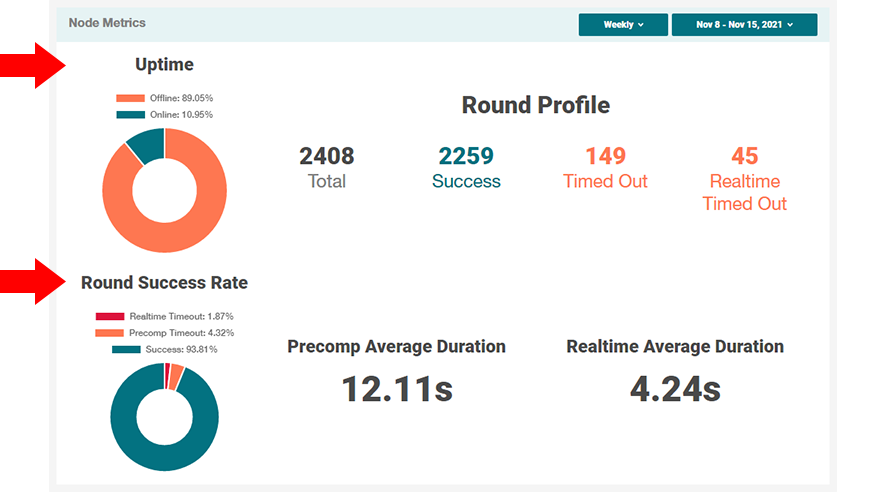 Node Metrics
Weekly
Nov 8 - Nov 15, 2021
Uptime
Offline: 89.05%
Online: 10.95%
Round Profile
2408
Total
2259
Success
149
Timed Out
45
Realtime
Timed Out
Round Success Rate
Realtime Timeout: 1.87%
Precomp Timeout: 4.32%
Success: 93.81%
Precomp Average Duration
12.11s
Realtime Average Duration
4.24s